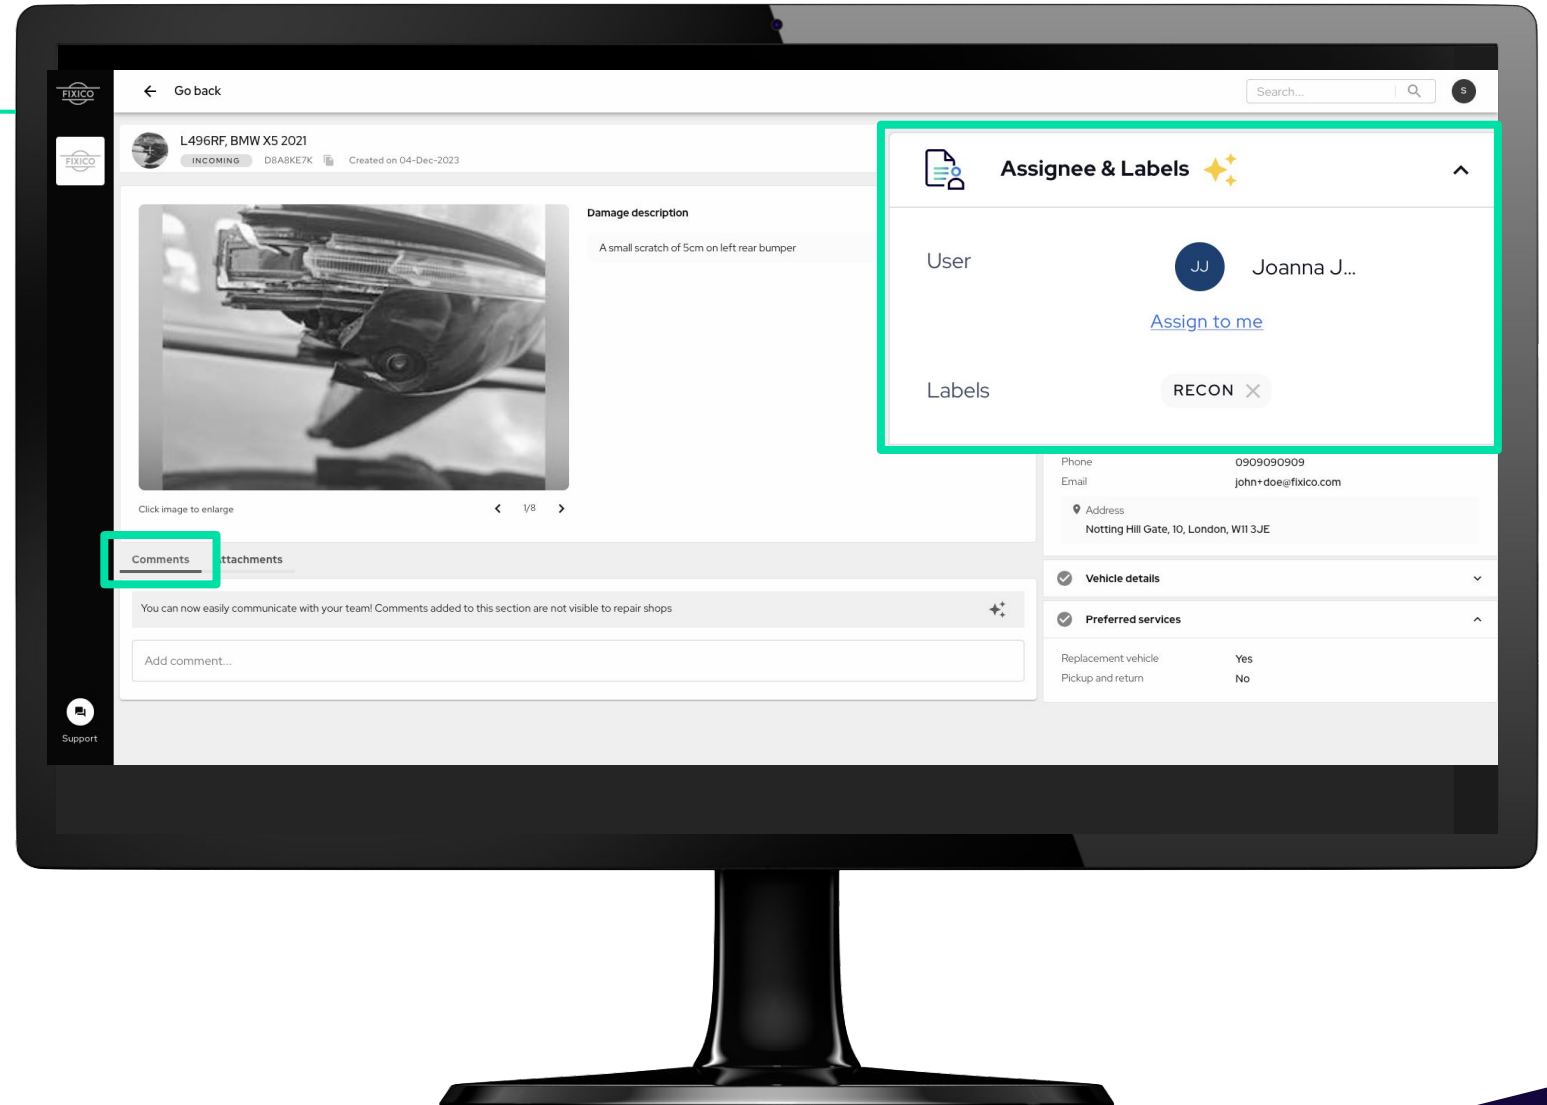 FIXICO
Go back
Search...
S
FIXICO
L496RF, BMW X5 2021
INCOMING D8A8KE7K Created on 04-Dec-2023
Assignee & Labels
Damage description
A small scratch of 5cm on left rear bumper
User JJ Joanna J...
Assign to me
Labels RECON
Phone 0909090909
Email john+doe@fixico.com
Address
Notting Hill Gate, 10, London, W11 3JE
Click image to enlarge 1/8
Comments ttachments
You can now easily communicate with your team! Comments added to this section are not visible to repair shops
Add comment...
Vehicle details
Preferred services
Replacement vehicle Yes
Pickup and return No
Support